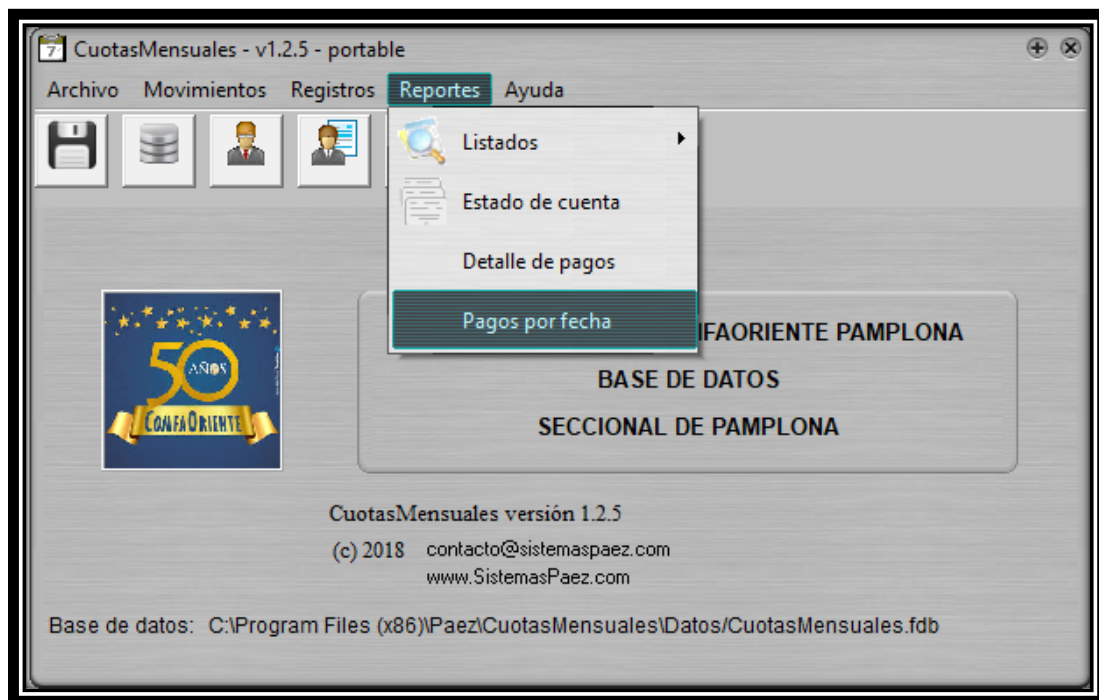 CuotasMensuales - v1.2.5 - portable
Archivo Movimientos Registros Reportes Ayuda
Listados
Estado de cuenta
Detalle de pagos
Pagos por fecha
50
AÑOS
COMFAORIENTE
FAORIENTE PAMPLONA
BASE DE DATOS
SECCIONAL DE PAMPLONA
CuotasMensuales versión 1.2.5
(c) 2018 contacto@sistemaspaez.com
www.SistemasPaez.com
Base de datos: C:\Program Files (x86)\Paez\CuotasMensuales\Datos/CuotasMensuales.fdb